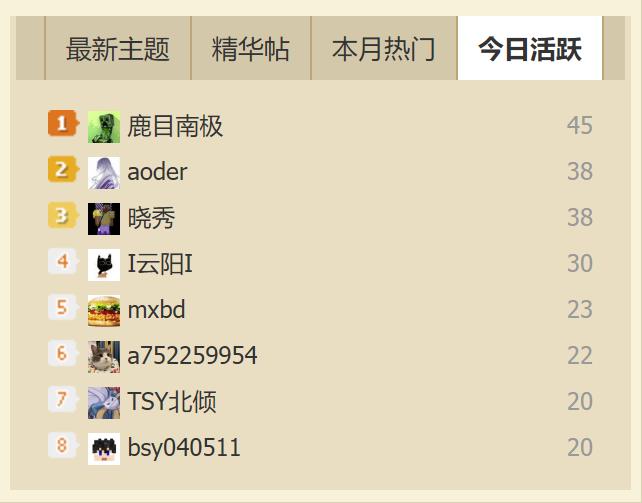 最新主题 精华帖 本月热门 今日活跃
1 鹿目南极 45
2 aoder 38
3 晓秀 38
4 I云阳I 30
5 mxbd 23
6 a752259954 22
7 TSY北倾 20
8 bsy040511 20